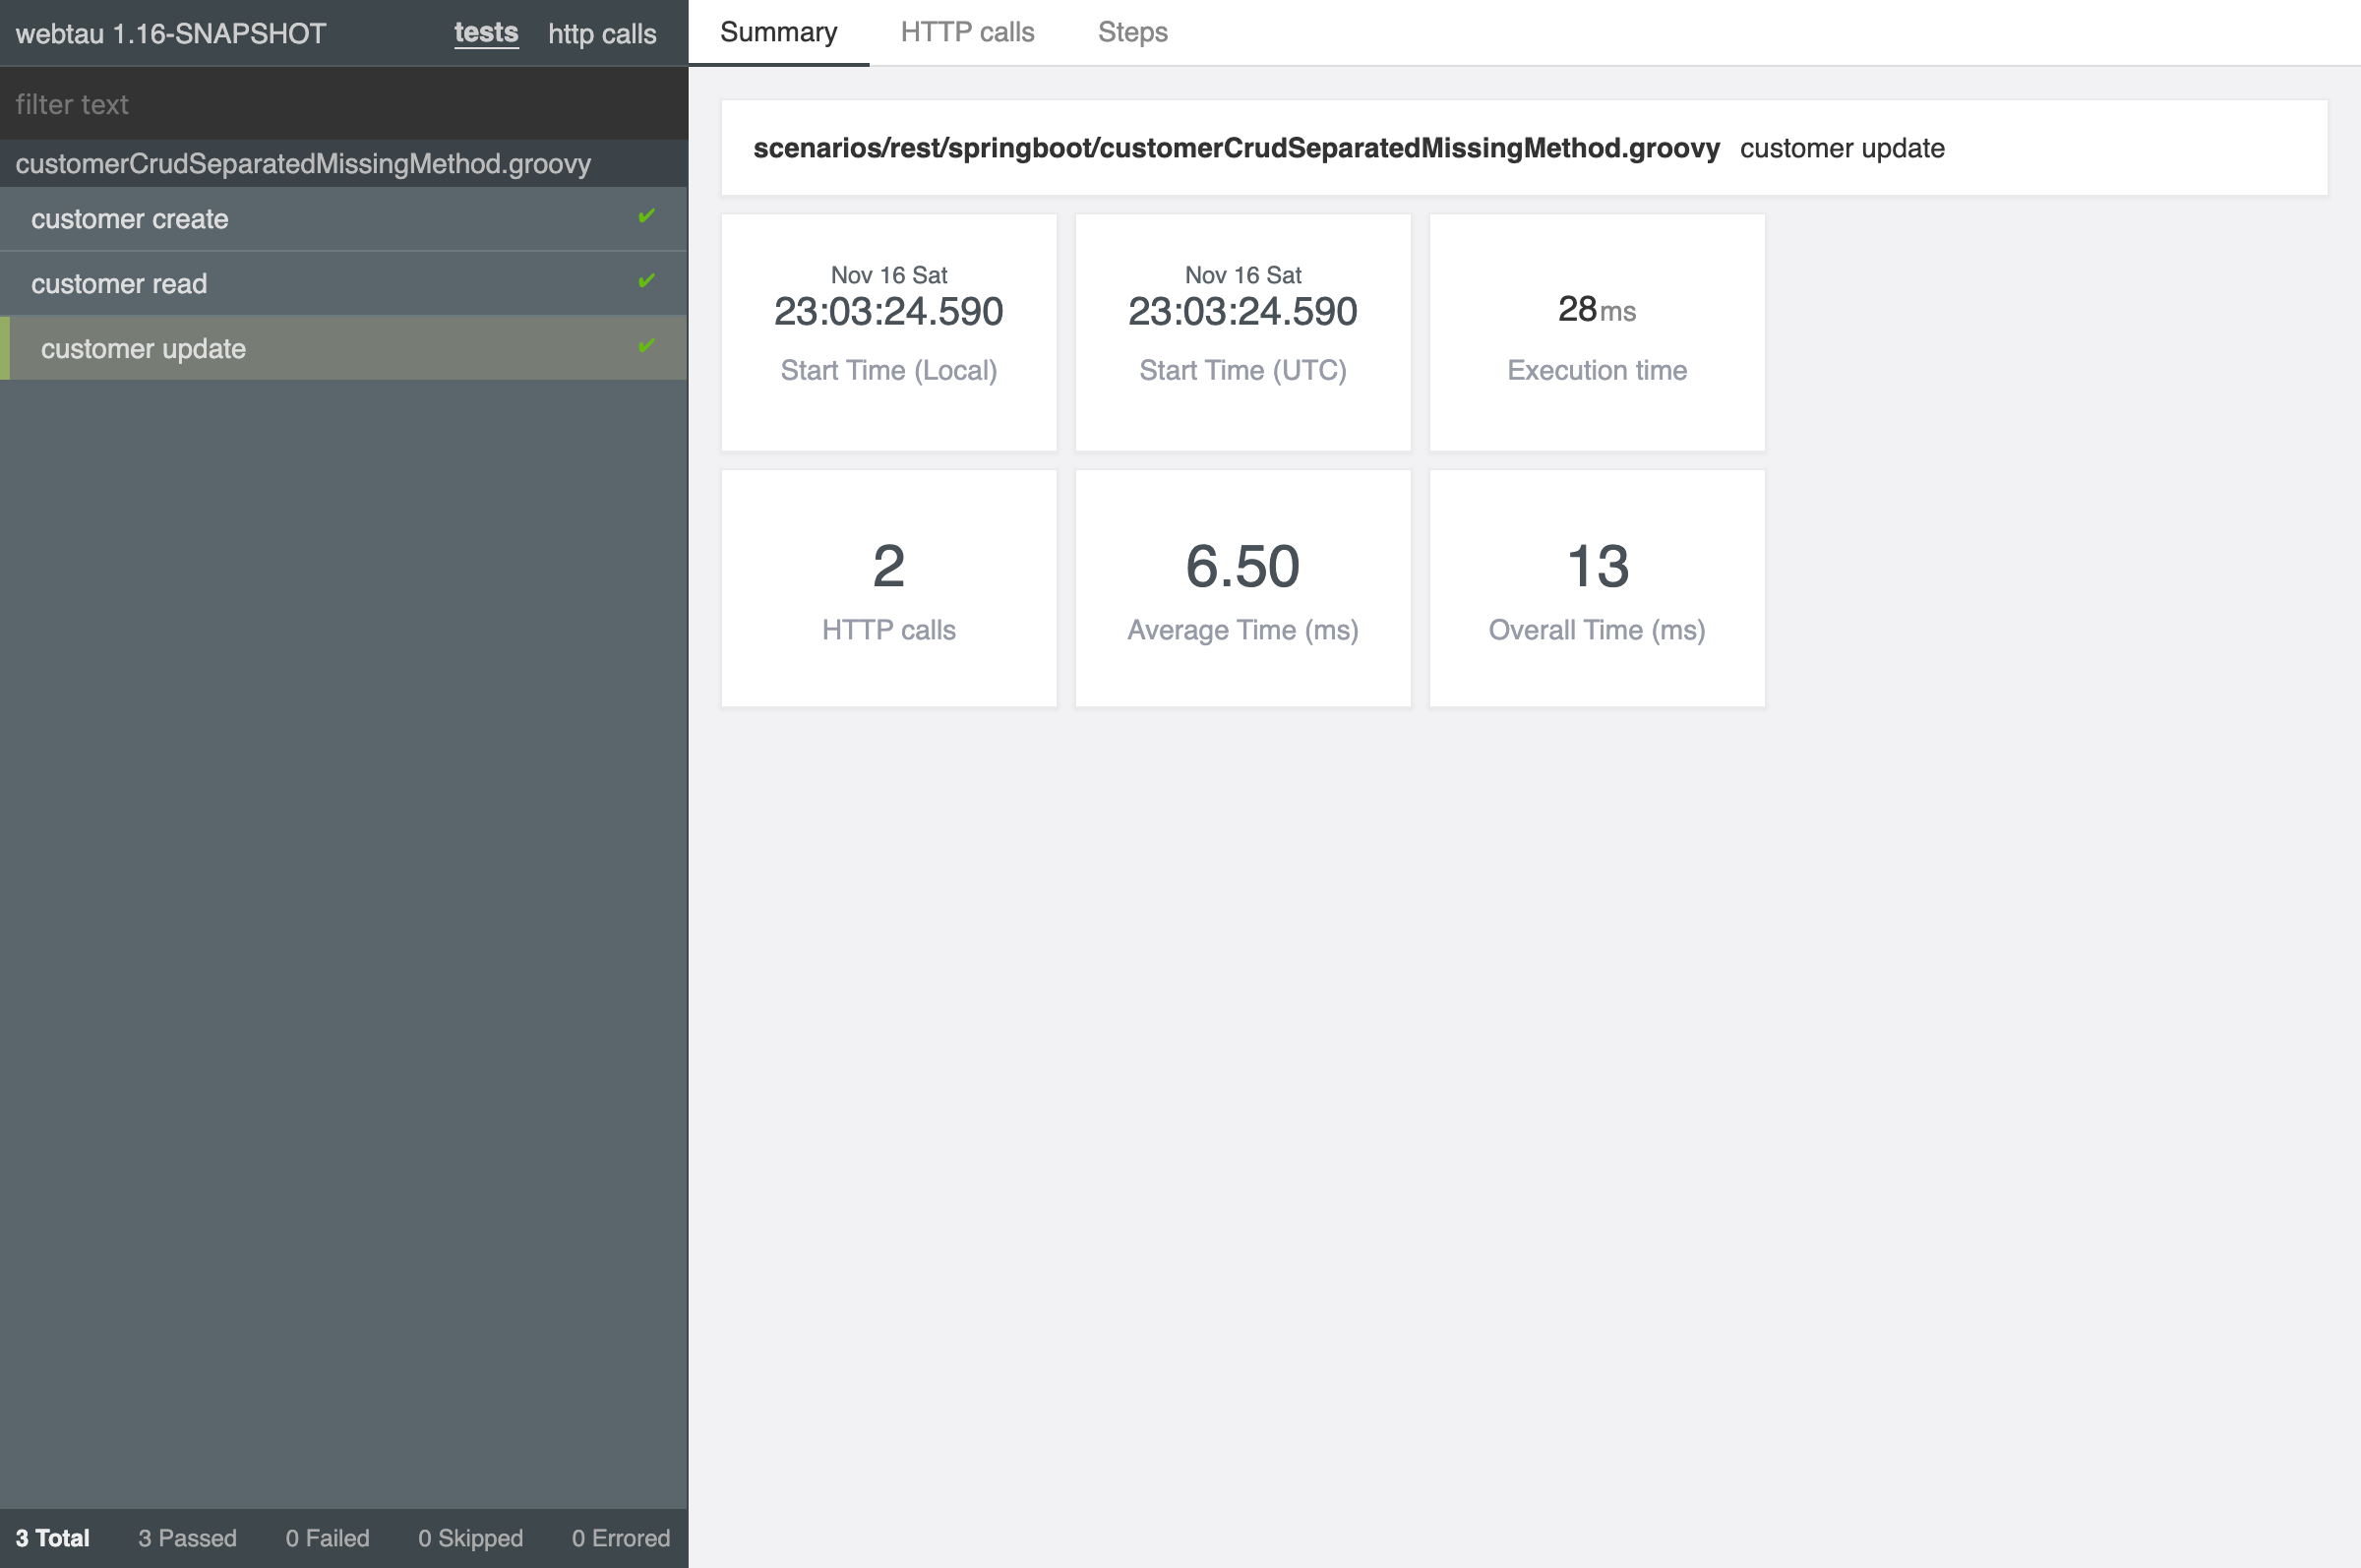 webtau 1.16-SNAPSHOT tests http calls
filter text
customerCrudSeparatedMissingMethod.groovy
customer create
customer read
customer update
3 Total 3 Passed 0 Failed 0 Skipped 0 Errored
Summary HTTP calls Steps
scenarios/rest/springboot/customerCrudSeparatedMissingMethod.groovy customer update
Nov 16 Sat
23:03:24.590
Start Time (Local)
Nov 16 Sat
23:03:24.590
Start Time (UTC)
28ms
Execution time
2
HTTP calls
6.50
Average Time (ms)
13
Overall Time (ms)